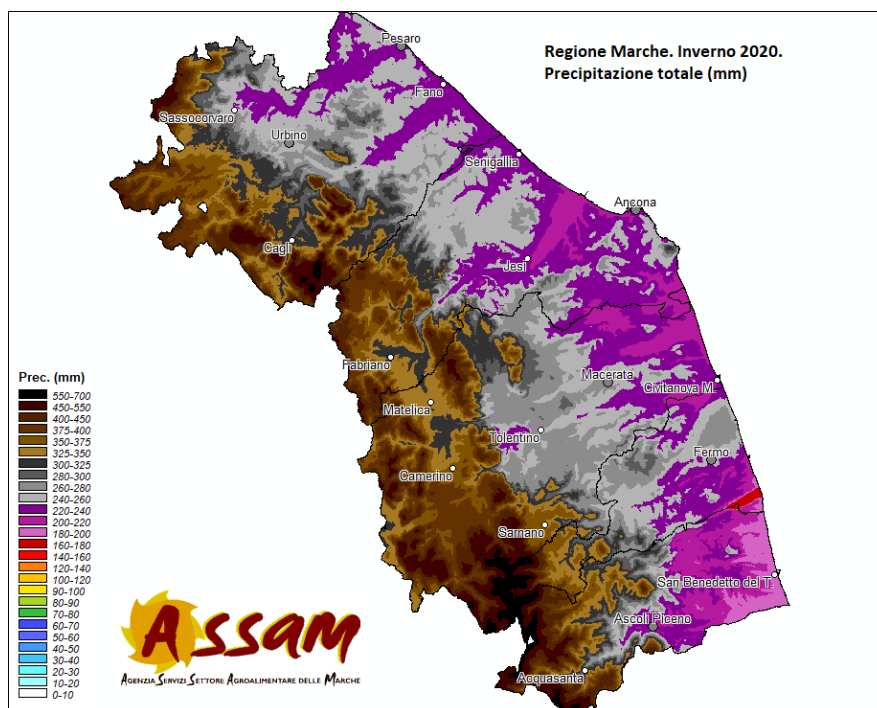 Regione Marche. Inverno 2020.
Precipitazione totale (mm)
Pesaro
Fano
Sassocorvaro
Urbino
Senigallia
Ancona
Cagli
Jesi
Fabriano
Macerata
Civitanova M.
Matelica
Tolentino
Fermo
Camerino
Sarnano
San Benedetto del T.
Ascoli Piceno
Acquasanta
Prec. (mm)
550-700
450-550
400-450
375-400
350-375
325-350
300-325
280-300
260-280
240-260
220-240
200-220
180-200
160-180
140-160
120-140
100-120
90-100
80-90
70-80
60-70
50-60
40-50
30-40
20-30
10-20
0-10
ASSAM
AGENZIA SERVIZI SETTORE AGROALIMENTARE DELLE MARCHE